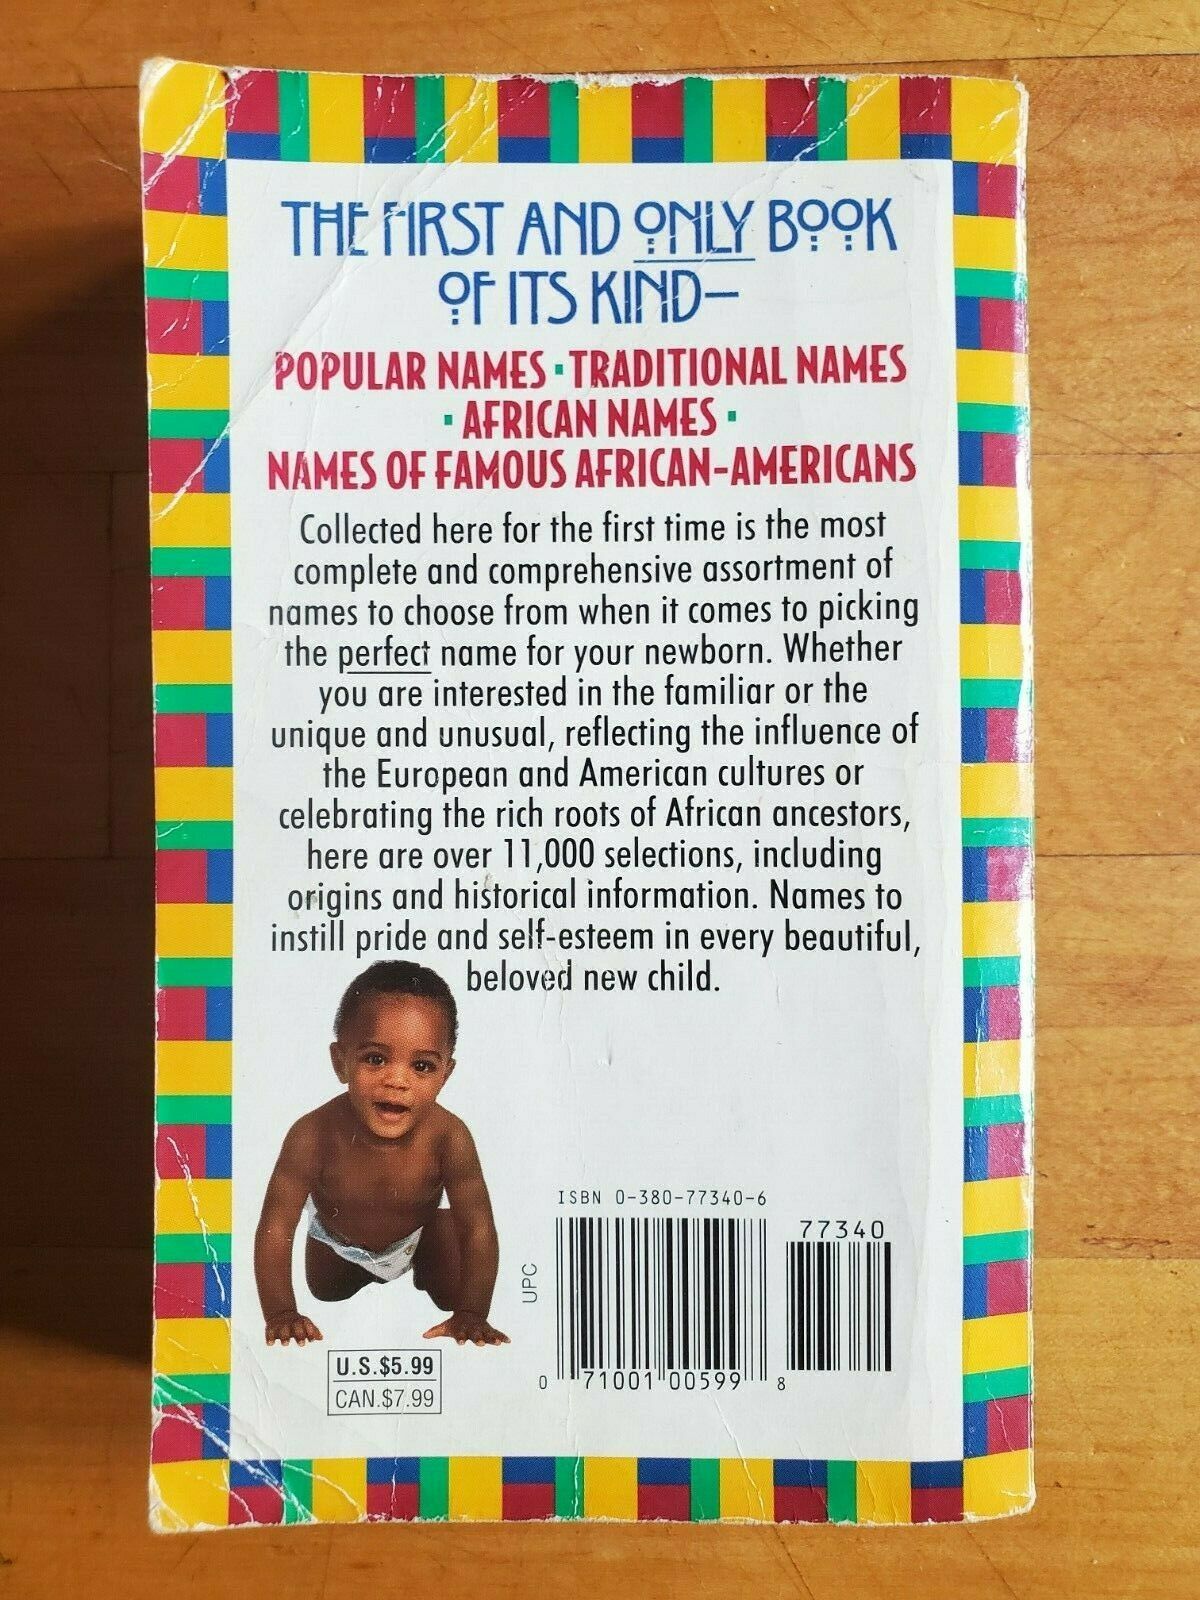 THE FIRST AND ONLY BOOK
OF ITS KIND—
POPULAR NAMES · TRADITIONAL NAMES
· AFRICAN NAMES ·
NAMES OF FAMOUS AFRICAN-AMERICANS
Collected here for the first time is the most
complete and comprehensive assortment of
names to choose from when it comes to picking
the perfect name for your newborn. Whether
you are interested in the familiar or the
unique and unusual, reflecting the influence of
the European and American cultures or
celebrating the rich roots of African ancestors,
here are over 11,000 selections, including
origins and historical information. Names to
instill pride and self-esteem in every beautiful,
beloved new child.
ISBN 0-380-77340-6
77340
UPC
0 71001 00599 8
U.S.$5.99
CAN.$7.99